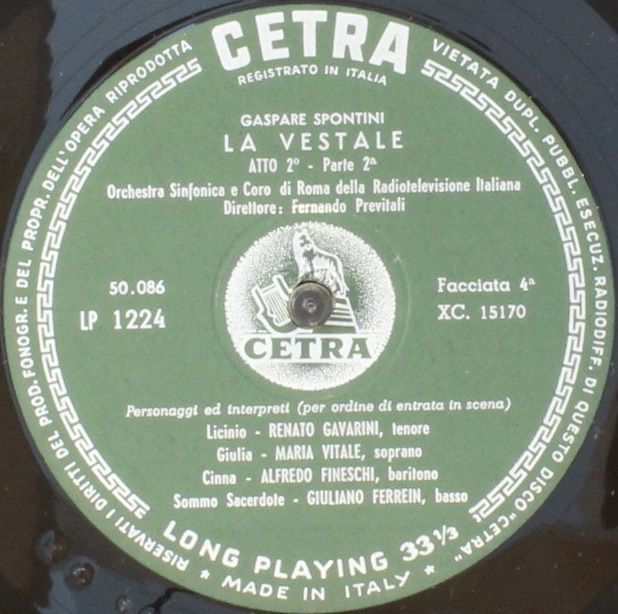 CETRA
REGISTRATO IN ITALIA
GASPARE SPONTINI
LA VESTALE
ATTO 2º - Parte 2ª
Orchestra Sinfonica e Coro di Roma della Radiotelevisione Italiana
Direttore: Fernando Previtali
50.086
LP 1224
Facciata 4ª
XC. 15170
CETRA
Personaggi ed interpreti (per ordine di entrata in scena)
Licinio - RENATO GAVARINI, tenore
Giulia - MARIA VITALE, soprano
Cinna - ALFREDO FINESCHI, baritono
Sommo Sacerdote - GIULIANO FERREIN, basso
LONG PLAYING 33 1/3
★ MADE IN ITALY ★
RISERVATI I DIRITTI DEL PROD. FONOGR. E DEL PROPR. DELL'OPERA RIPRODOTTA
VIETATA DUPL. PUBBL. ESECUZ. RADIODIFF. DI QUESTO DISCO "CETRA"